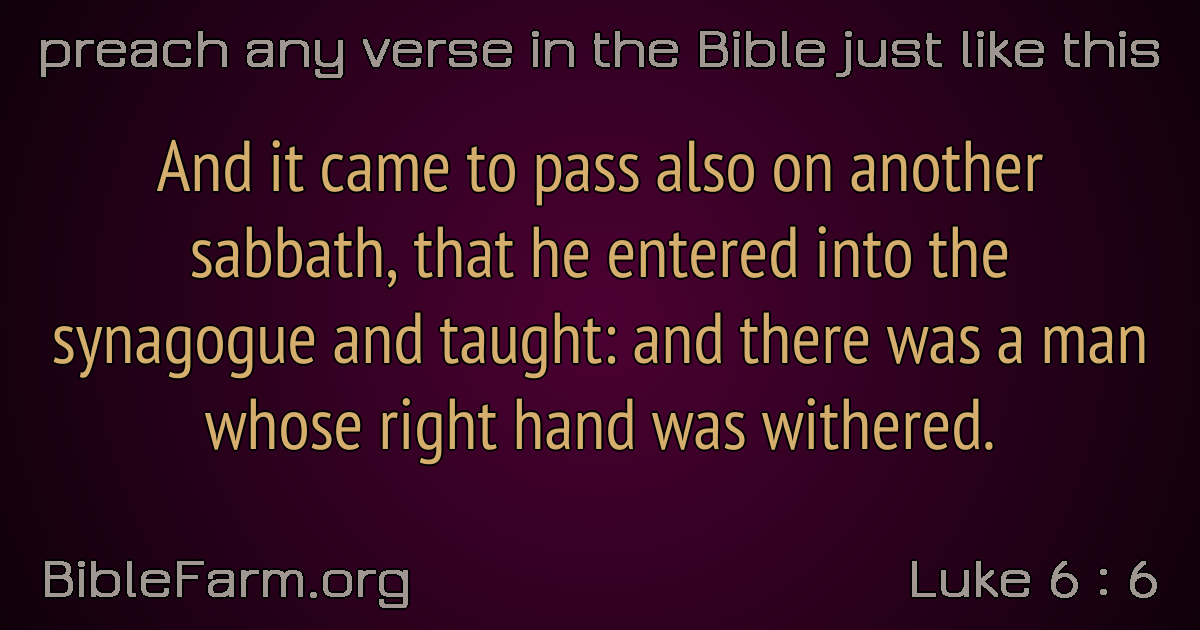 preach any verse in the Bible just like this
And it came to pass also on another
sabbath, that he entered into the
synagogue and taught: and there was a man
whose right hand was withered.
BibleFarm.org
Luke 6 : 6